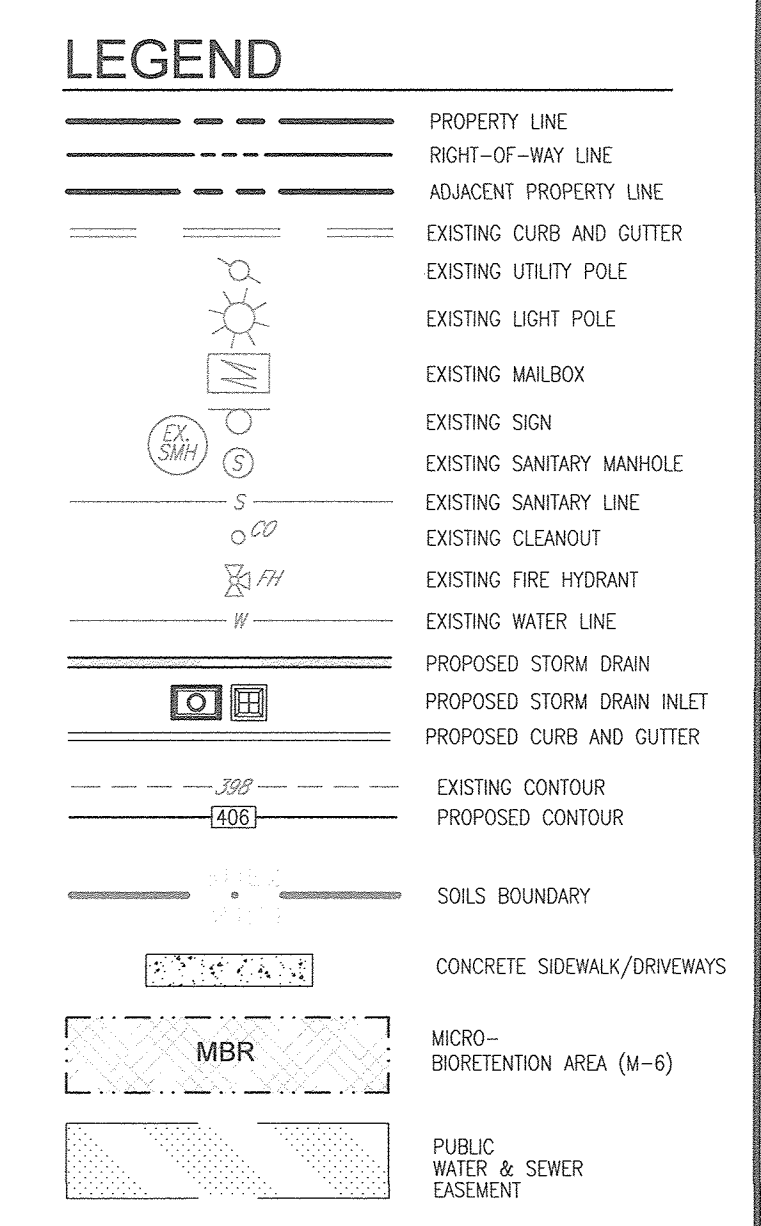 LEGEND
PROPERTY LINE
RIGHT-OF-WAY LINE
ADJACENT PROPERTY LINE
EXISTING CURB AND GUTTER
EXISTING UTILITY POLE
EXISTING LIGHT POLE
EXISTING MAILBOX
EXISTING SIGN
EX.
SMH
S
EXISTING SANITARY MANHOLE
S
EXISTING SANITARY LINE
CO
EXISTING CLEANOUT
FH
EXISTING FIRE HYDRANT
W
EXISTING WATER LINE
PROPOSED STORM DRAIN
PROPOSED STORM DRAIN INLET
PROPOSED CURB AND GUTTER
398
EXISTING CONTOUR
406
PROPOSED CONTOUR
SOILS BOUNDARY
CONCRETE SIDEWALK/DRIVEWAYS
MBR
MICRO-
BIORETENTION AREA (M-6)
PUBLIC
WATER & SEWER
EASEMENT